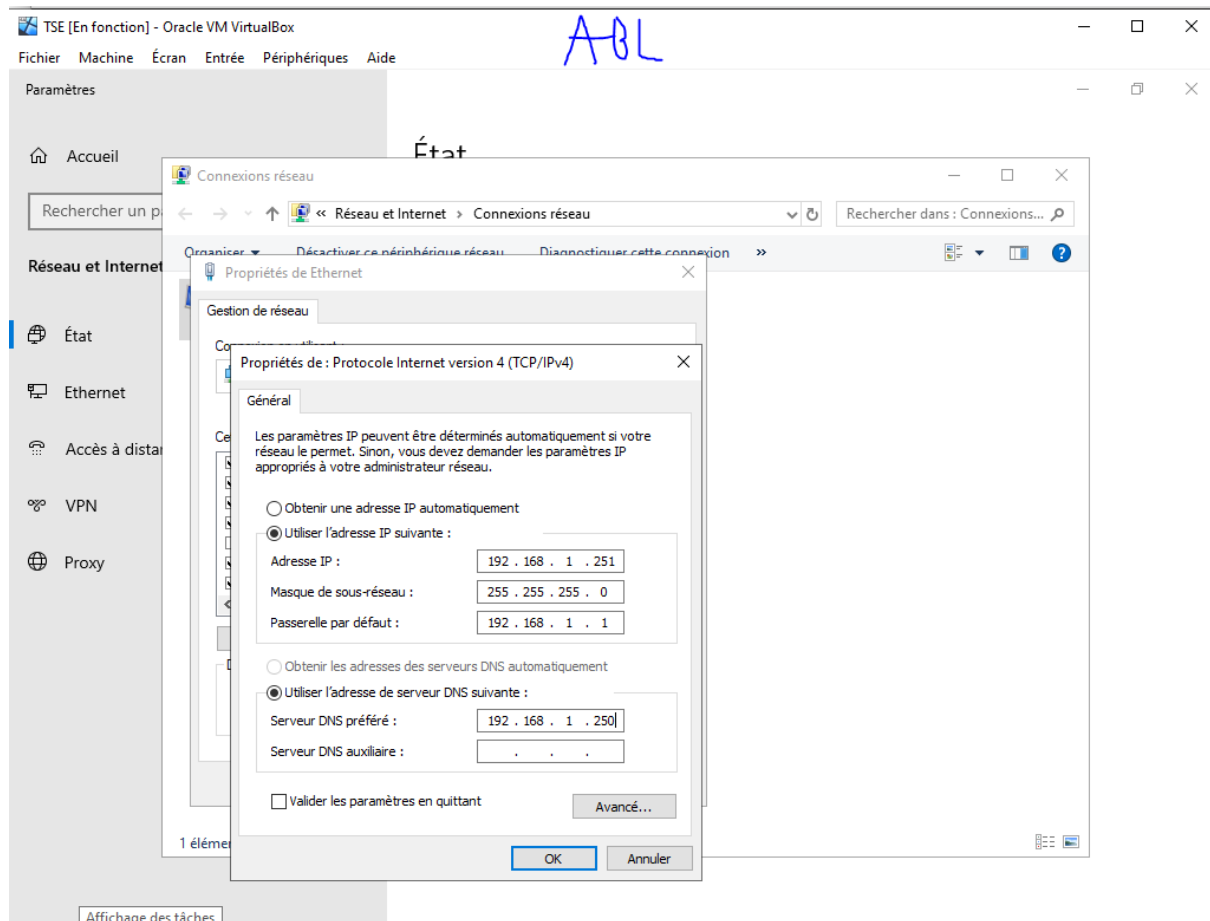 TSE [En fonction] - Oracle VM VirtualBox
ABL
Fichier Machine Écran Entrée Périphériques Aide
Paramètres
État
Accueil
Connexions réseau
Rechercher un
« Réseau et Internet > Connexions réseau
Rechercher dans : Connexions...
Réseau et Internet
Organiser Désactiver ce périphérique réseau Diagnostiquer cette connexion »
Propriétés de Ethernet
Gestion de réseau
État
Propriétés de : Protocole Internet version 4 (TCP/IPv4)
Ethernet
Général
Les paramètres IP peuvent être déterminés automatiquement si votre
réseau le permet. Sinon, vous devez demander les paramètres IP
appropriés à votre administrateur réseau.
Accès à
VPN
Obtenir une adresse IP automatiquement
Utiliser l'adresse IP suivante :
Proxy
Adresse IP : 192 . 168 . 1 . 251
Masque de sous-réseau : 255 . 255 . 255 . 0
Passerelle par défaut : 192 . 168 . 1 . 1
Obtenir les adresses des serveurs DNS automatiquement
Utiliser l'adresse de serveur DNS suivante :
Serveur DNS préféré : 192 . 168 . 1 . 250
Serveur DNS auxiliaire : . . .
Valider les paramètres en quittant
Avancé...
1
OK Annuler
Affichage des tâches